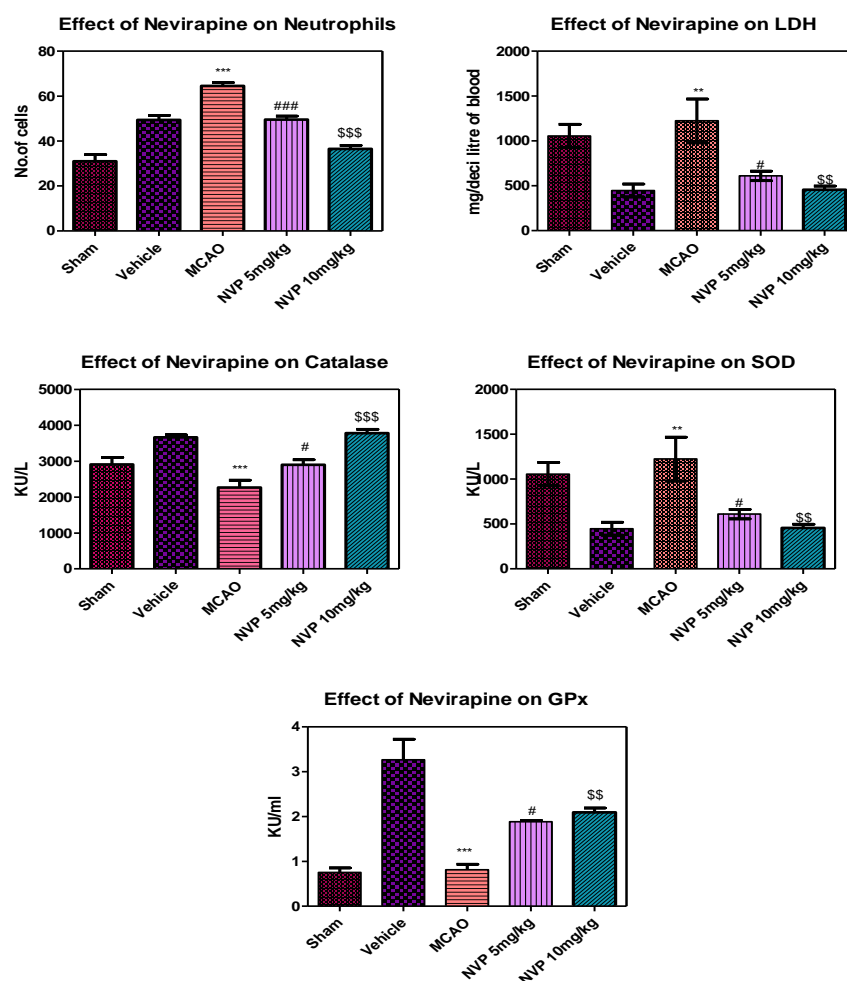 Effect of Nevirapine on Neutrophils
No.of cells
80
60
40
20
0
***
###
$$$
Sham
Vehicle
MCAO
NVP 5mg/kg
NVP 10mg/kg
Effect of Nevirapine on LDH
mg/deci litre of blood
2000
1500
1000
500
0
**
#
$$
Sham
Vehicle
MCAO
NVP 5mg/kg
NVP 10mg/kg
Effect of Nevirapine on Catalase
KU/L
5000
4000
3000
2000
1000
0
***
#
$$$
Sham
Vehicle
MCAO
NVP 5mg/kg
NVP 10mg/kg
Effect of Nevirapine on SOD
KU/L
2000
1500
1000
500
0
**
#
$$
Sham
Vehicle
MCAO
NVP 5mg/kg
NVP 10mg/kg
Effect of Nevirapine on GPx
KU/ml
4
3
2
1
0
***
#
$$
Sham
Vehicle
MCAO
NVP 5mg/kg
NVP 10mg/kg